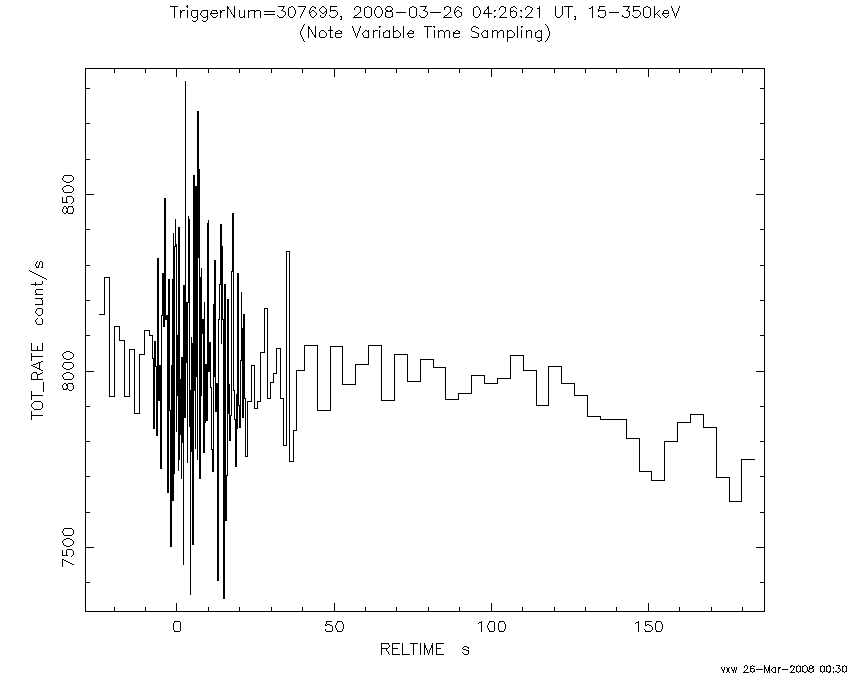 TriggerNum=307695, 2008-03-26 04:26:21 UT, 15-350keV
(Note Variable Time Sampling)
TOT_RATE count/s
8500
8000
7500
0 50 100 150
RELTIME s
vxw 26-Mar-2008 00:30